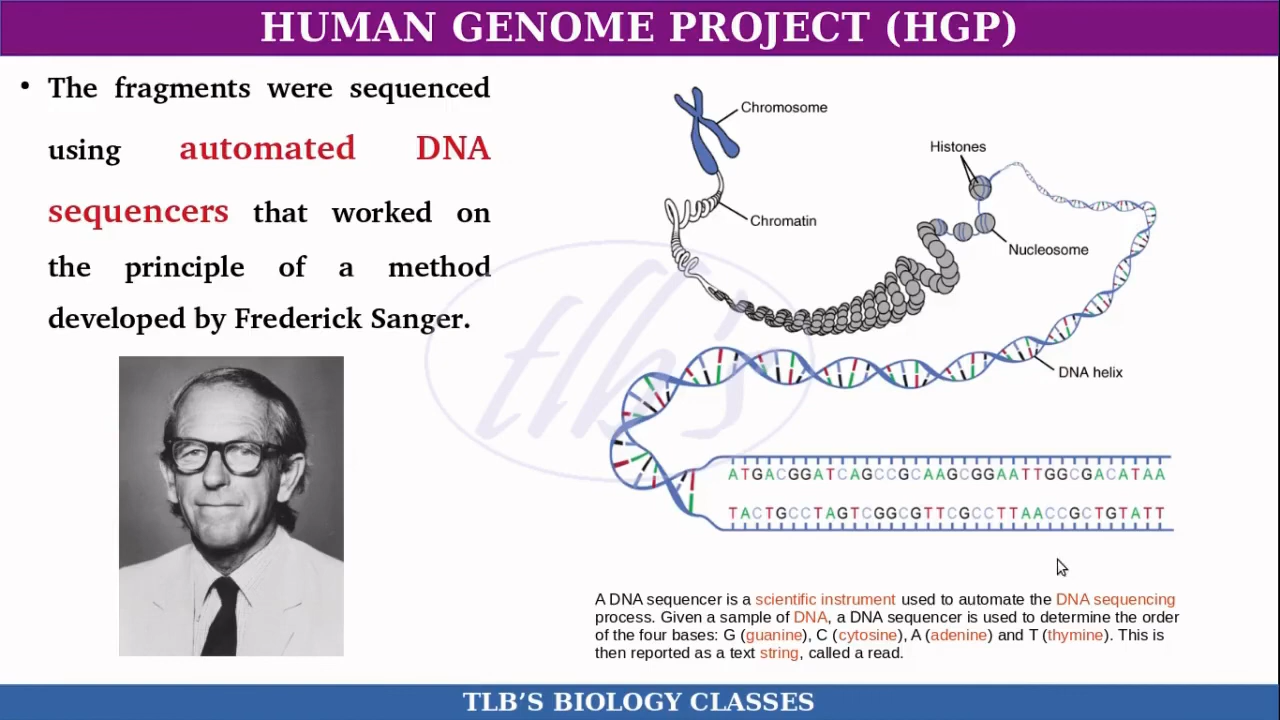 HUMAN GENOME PROJECT (HGP)
• The fragments were sequenced
using automated DNA
sequencers that worked on
the principle of a method
developed by Frederick Sanger.
Chromosome
Chromatin
Histones
Nucleosome
DNA helix
ATGACGGATCAGCCGCAAGCGGAATTGGCGACATAA
TACTGCCTAGTCGGCGTTCGCCTTAACCGCTGTATT
tlb's
A DNA sequencer is a scientific instrument used to automate the DNA sequencing
process. Given a sample of DNA, a DNA sequencer is used to determine the order
of the four bases: G (guanine), C (cytosine), A (adenine) and T (thymine). This is
then reported as a text string, called a read.
TLB’S BIOLOGY CLASSES